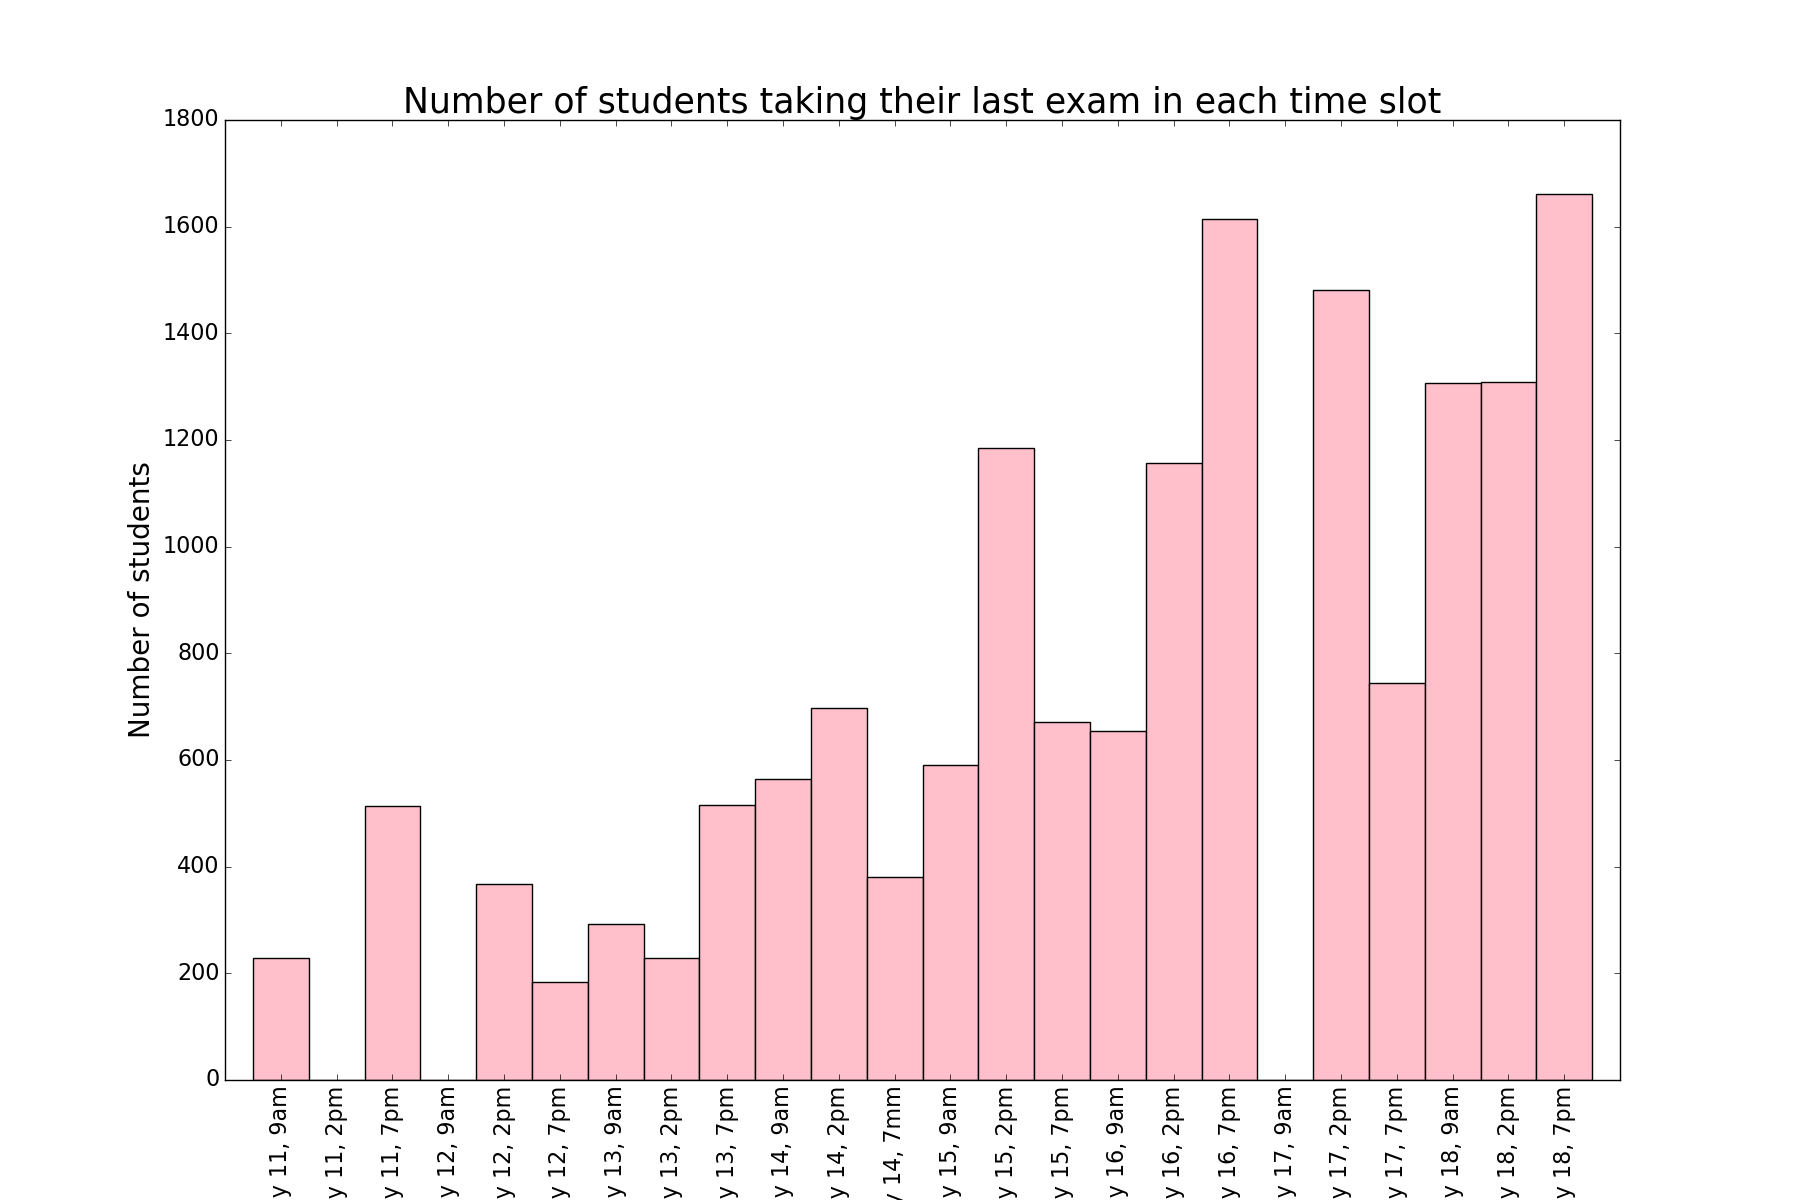 Number of students taking their last exam in each time slot
Number of students
1800
1600
1400
1200
1000
800
600
400
200
0
y 11, 9am
y 11, 2pm
y 11, 7pm
y 12, 9am
y 12, 2pm
y 12, 7pm
y 13, 9am
y 13, 2pm
y 13, 7pm
y 14, 9am
y 14, 2pm
y 14, 7mm
y 15, 9am
y 15, 2pm
y 15, 7pm
y 16, 9am
y 16, 2pm
y 16, 7pm
y 17, 9am
y 17, 2pm
y 17, 7pm
y 18, 9am
y 18, 2pm
y 18, 7pm